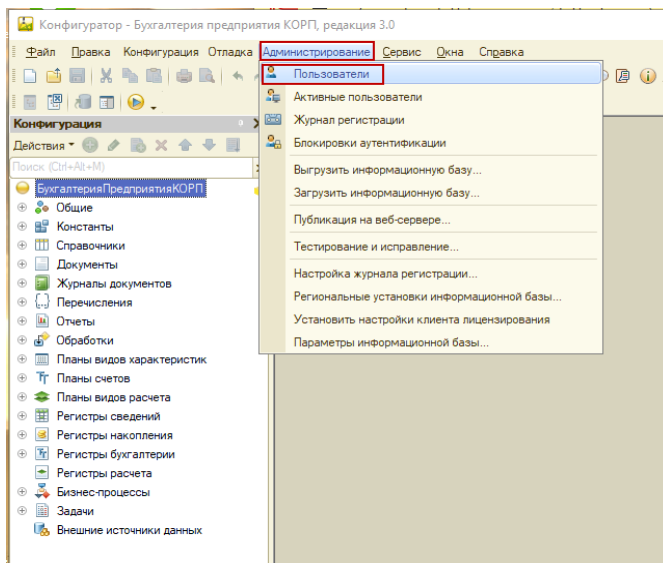 Конфигуратор - Бухгалтерия предприятия КОРП, редакция 3.0
Файл Правка Конфигурация Отладка Администрирование Сервис Окна Справка
Пользователи
Активные пользователи
Журнал регистрации
Блокировки аутентификации
Выгрузить информационную базу...
Загрузить информационную базу...
Публикация на веб-сервере...
Тестирование и исправление...
Настройка журнала регистрации...
Региональные установки информационной базы...
Установить настройки клиента лицензирования
Параметры информационной базы...
Конфигурация
Действия
Поиск (Ctrl+Alt+M)
БухгалтерияПредприятияКОРП
Общие
Константы
Справочники
Документы
Журналы документов
Перечисления
Отчеты
Обработки
Планы видов характеристик
Планы счетов
Планы видов расчета
Регистры сведений
Регистры накопления
Регистры бухгалтерии
Регистры расчета
Бизнес-процессы
Задачи
Внешние источники данных